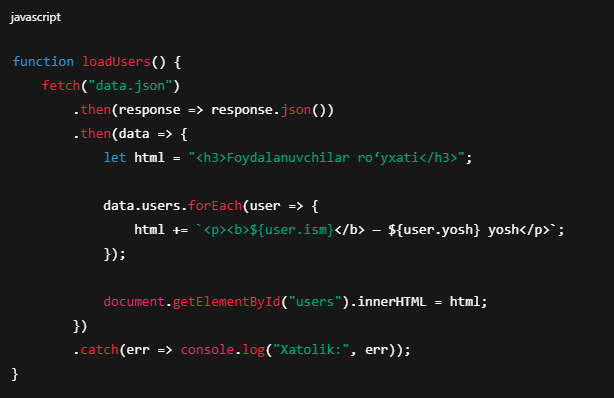 javascript
function loadUsers() {
    fetch("data.json")
        .then(response => response.json())
        .then(data => {
            let html = "<h3>Foydalanuvchilar ro‘yxati</h3>";
            data.users.forEach(user => {
                html += `<p><b>${user.ism}</b> — ${user.yosh} yosh</p>`;
            });
            document.getElementById("users").innerHTML = html;
        })
        .catch(err => console.log("Xatolik:", err));
}